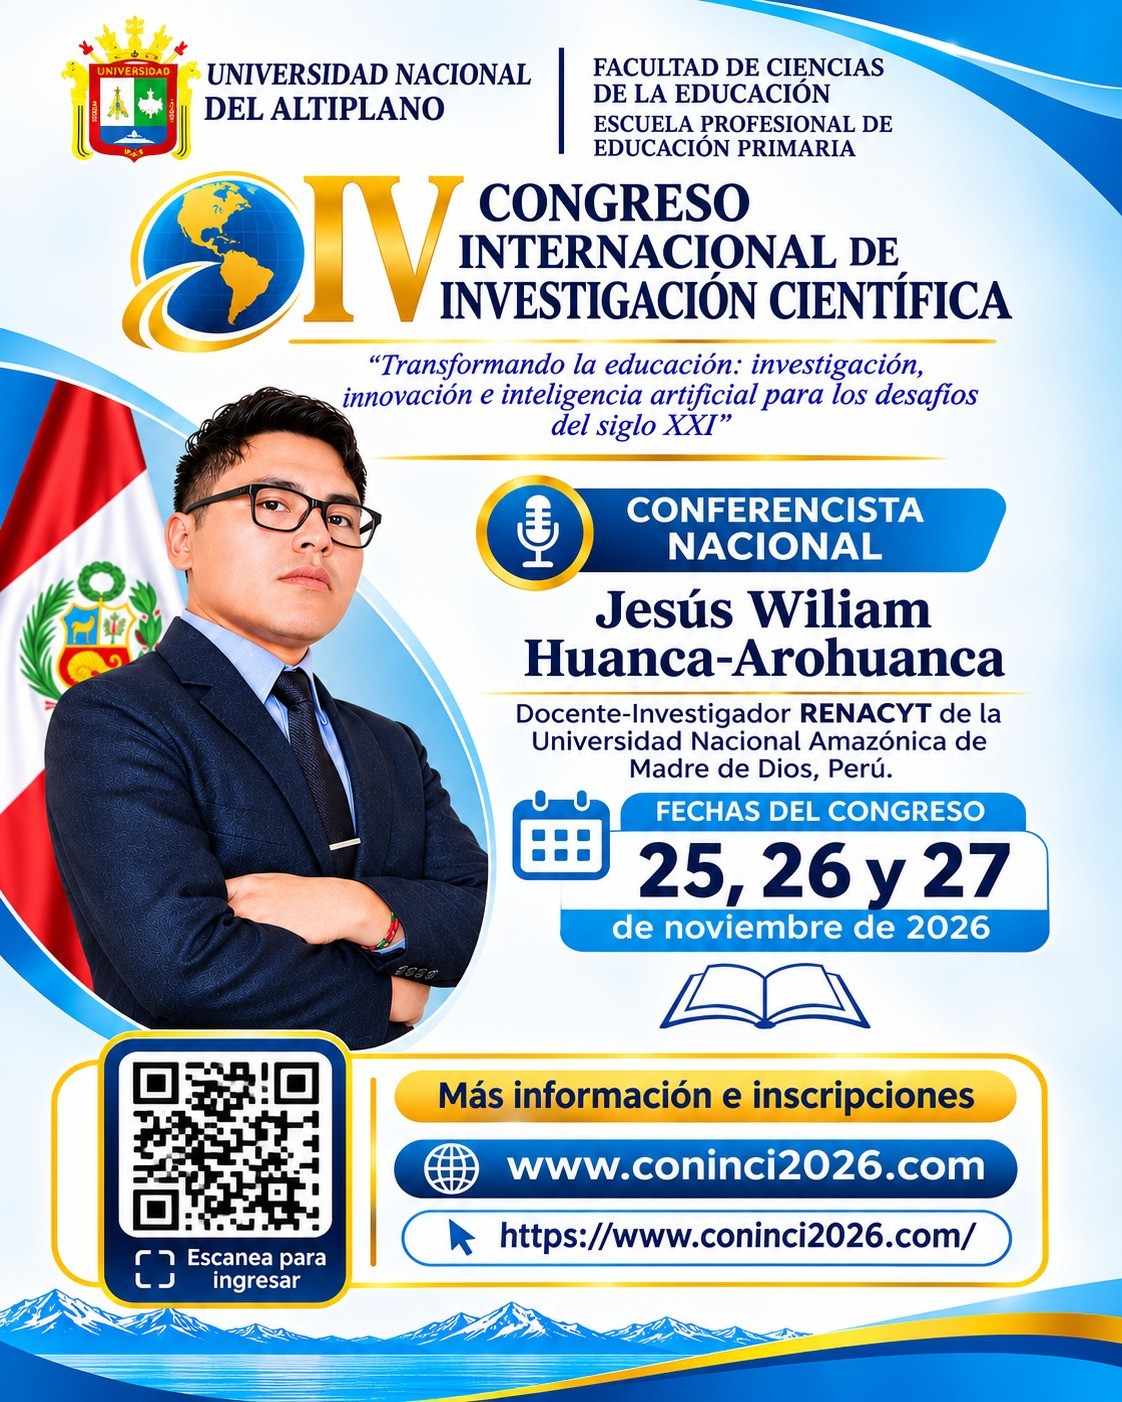 UNIVERSIDAD
UNIVERSIDAD NACIONAL
DEL ALTIPLANO
FACULTAD DE CIENCIAS
DE LA EDUCACIÓN
ESCUELA PROFESIONAL DE
EDUCACIÓN PRIMARIA
IV CONGRESO
INTERNACIONAL DE
INVESTIGACIÓN CIENTÍFICA
“Transformando la educación: investigación,
innovación e inteligencia artificial para los desafíos
del siglo XXI”
CONFERENCISTA
NACIONAL
Jesús Wiliam
Huanca-Arohuanca
Docente-Investigador RENACYT de la
Universidad Nacional Amazónica de
Madre de Dios, Perú.
FECHAS DEL CONGRESO
25, 26 y 27
de noviembre de 2026
Más información e inscripciones
www.coninci2026.com
https://www.coninci2026.com/
Escanea para
ingresar